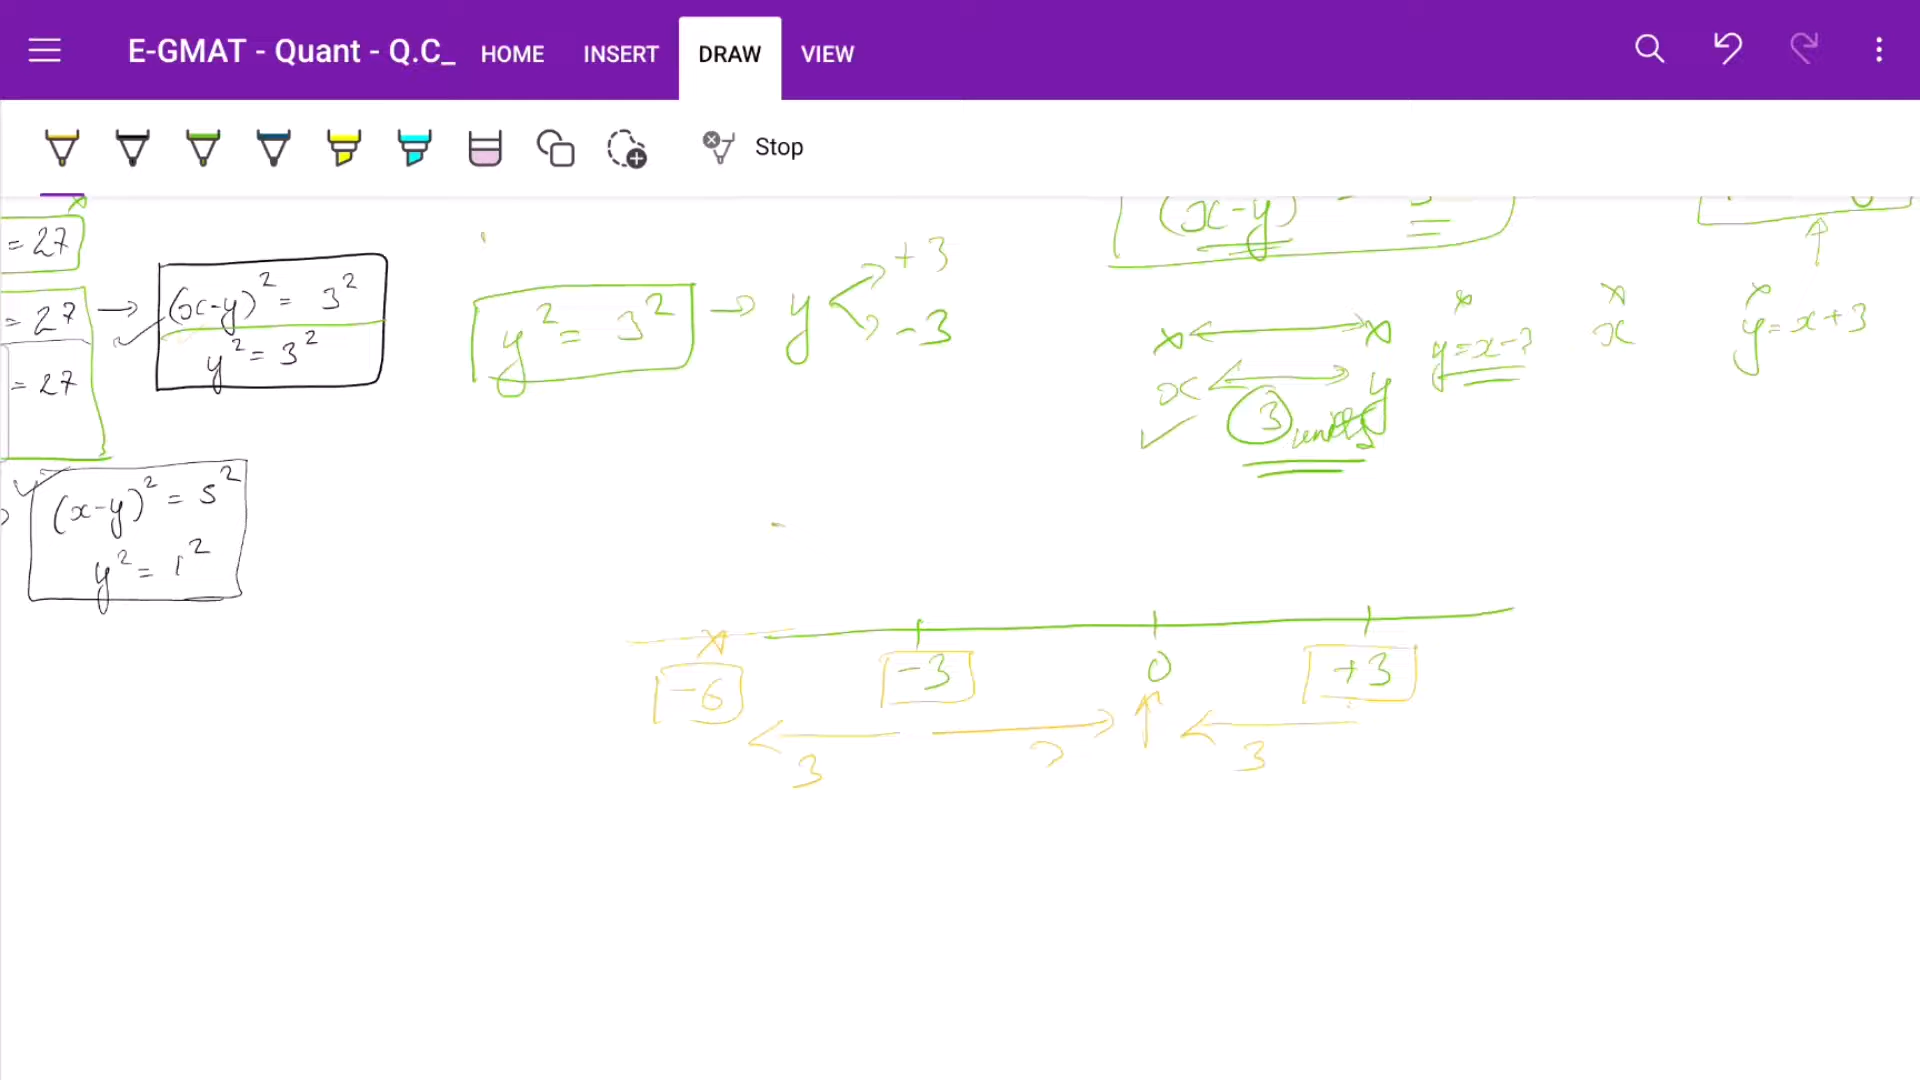 E-GMAT - Quant - Q.C_ HOME INSERT DRAW VIEW
Stop
= 27
= 27 → (x-y)² = 3²
y² = 3²
= 27
(x-y)² = 5²
y² = 1²
y² = 3² → y
+3
-3
(x-y)
x y
3 units
y=x-3
x
y=x+3
-6 -3 0 +3
3 3